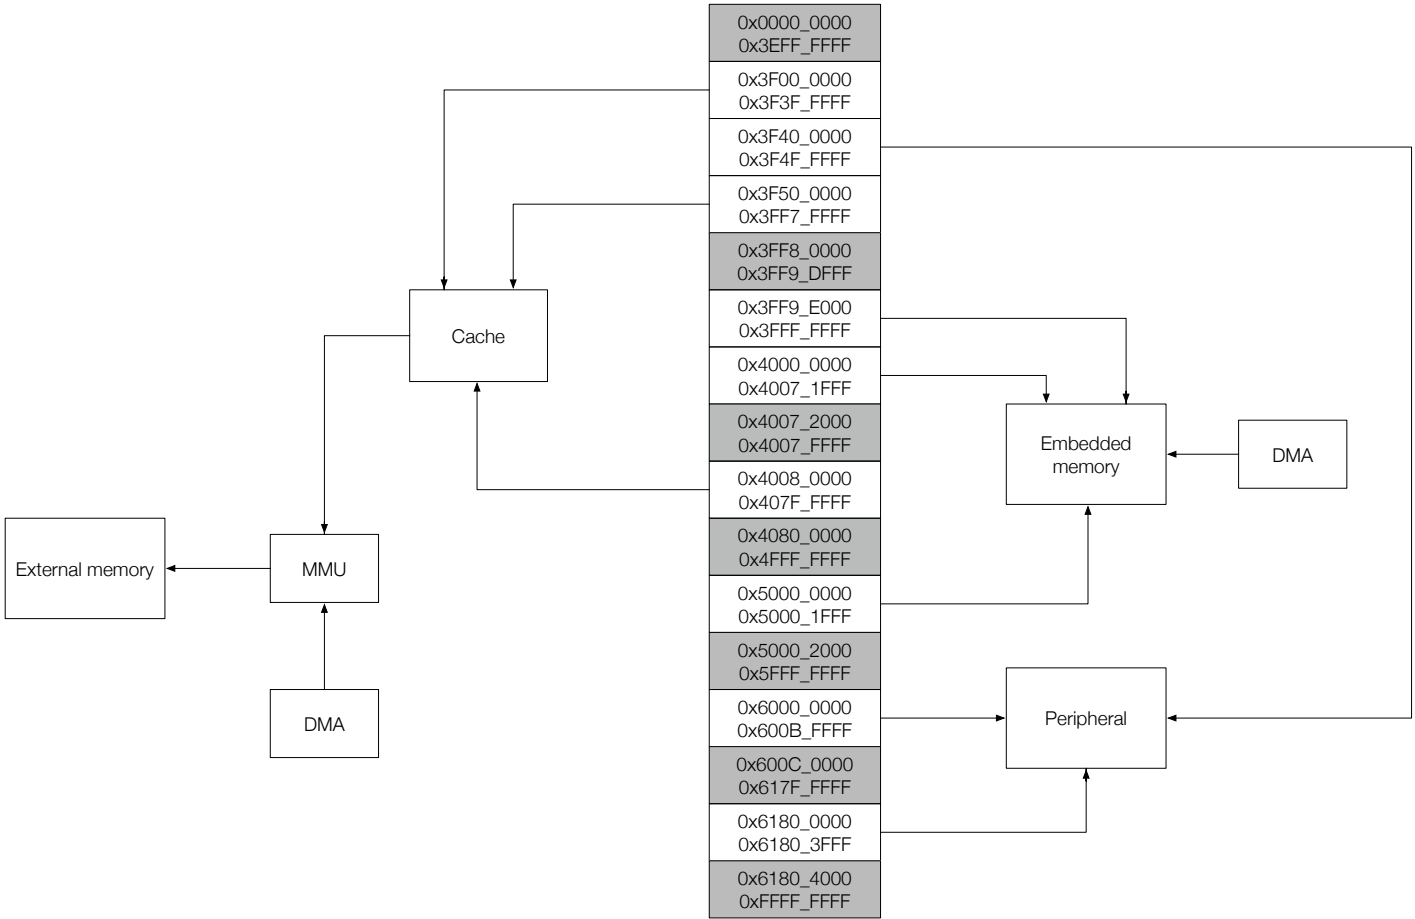 0x0000_0000
0x3EFF_FFFF
0x3F00_0000
0x3F3F_FFFF
0x3F40_0000
0x3F4F_FFFF
0x3F50_0000
0x3FF7_FFFF
0x3FF8_0000
0x3FF9_DFFF
0x3FF9_E000
0x3FFF_FFFF
0x4000_0000
0x4007_1FFF
0x4007_2000
0x4007_FFFF
0x4008_0000
0x407F_FFFF
0x4080_0000
0x4FFF_FFFF
0x5000_0000
0x5000_1FFF
0x5000_2000
0x5FFF_FFFF
0x6000_0000
0x600B_FFFF
0x600C_0000
0x617F_FFFF
0x6180_0000
0x6180_3FFF
0x6180_4000
0xFFFF_FFFF
Cache
MMU
External memory
DMA
Embedded
memory
DMA
Peripheral